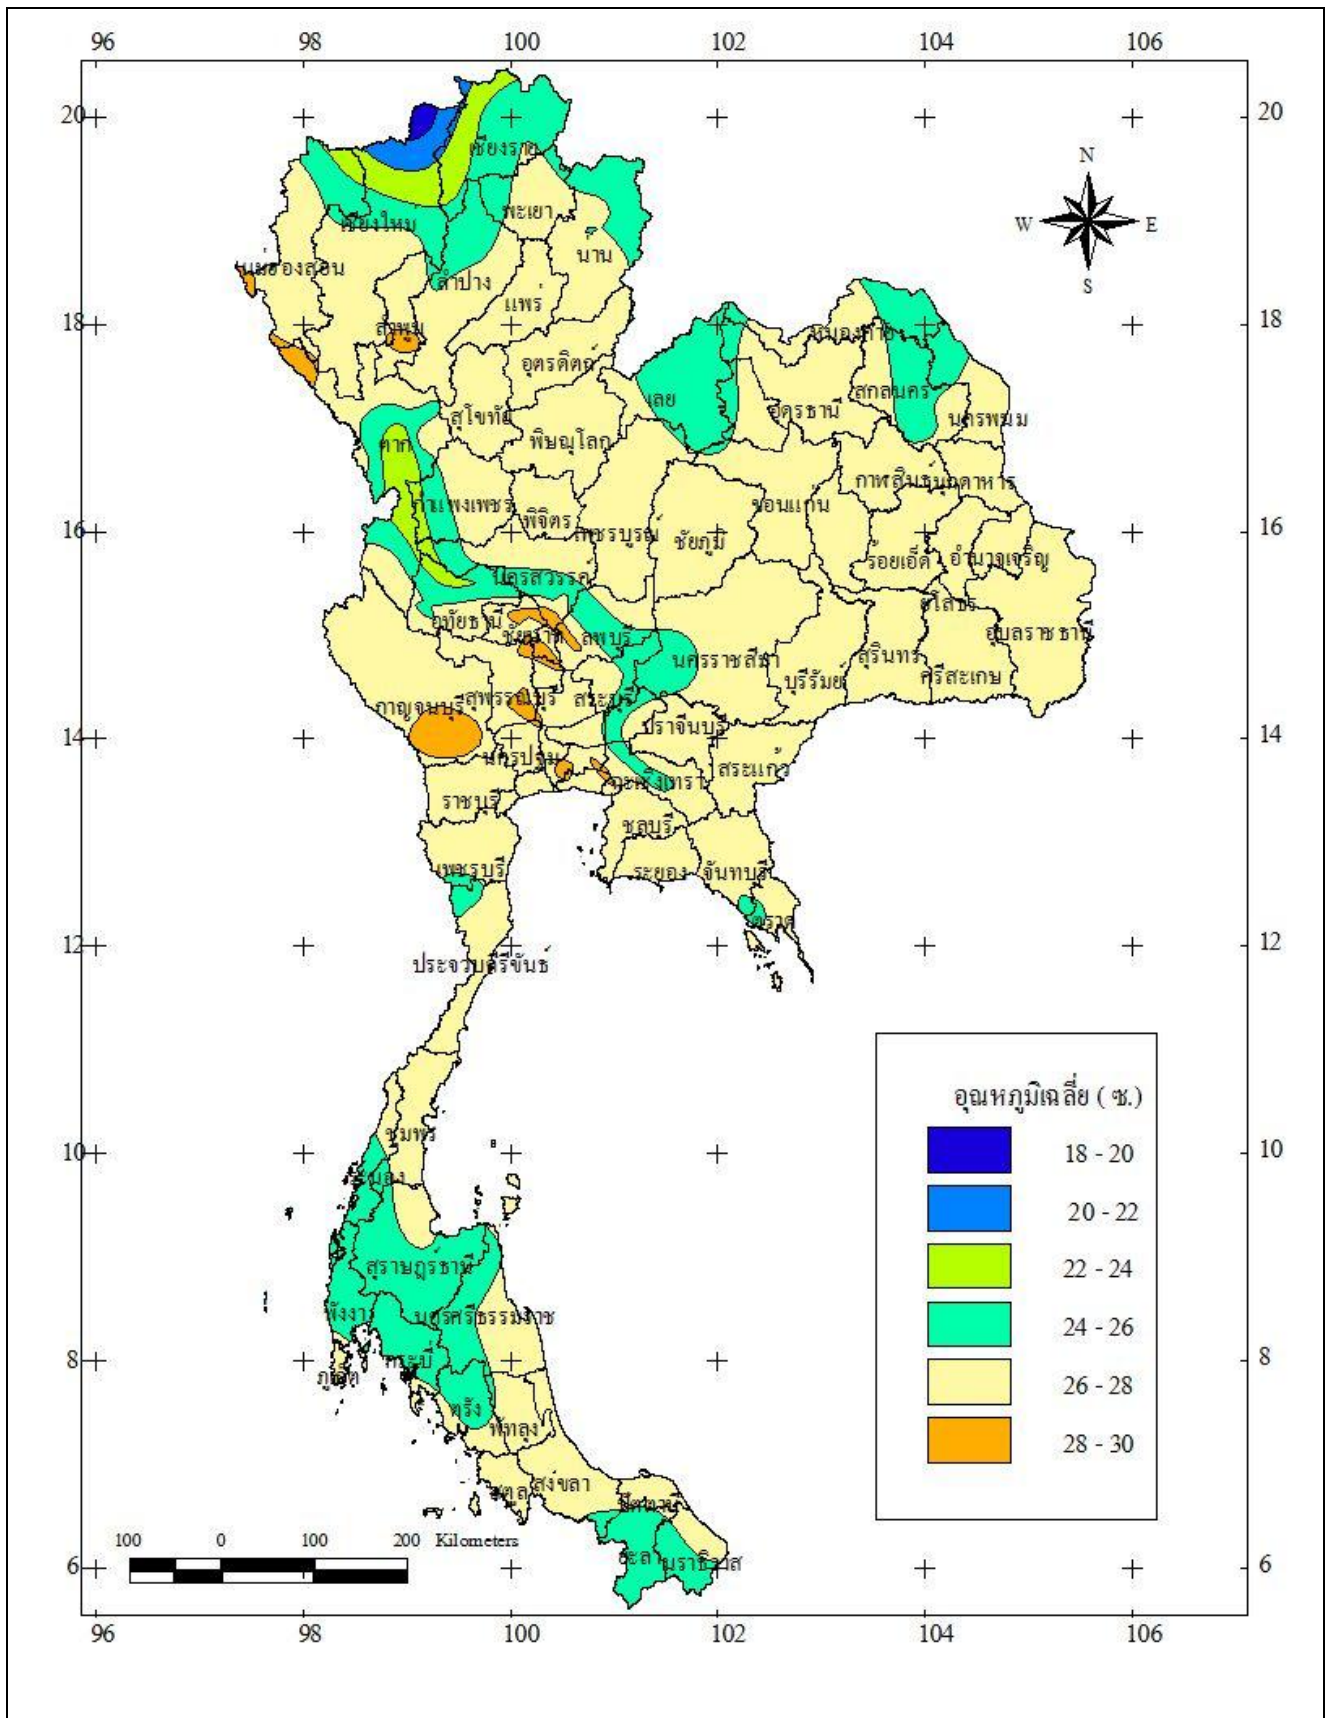 96 98 100 102 104 106
20 20
N
W E
S
เชียงราย
พะเยา
เชียงใหม่
น่าน
แม่ฮ่องสอน
ลำปาง
แพร่
18 18
ลำพูน
หนองคาย
อุตรดิตถ์
เลย
สกลนคร
อุดรธานี
สุโขทัย
นครพนม
ตาก
พิษณุโลก
กาฬสินธุ์
มุกดาหาร
กำแพงเพชร
ขอนแก่น
พิจิตร
เพชรบูรณ์
ชัยภูมิ
16 16
ร้อยเอ็ด
อำนาจเจริญ
นครสวรรค์
ยโสธร
อุทัยธานี
ชัยนาท
ลพบุรี
อุบลราชธานี
นครราชสีมา
สุรินทร์
ศรีสะเกษ
บุรีรัมย์
สุพรรณบุรี
สระบุรี
กาญจนบุรี
ปราจีนบุรี
14 14
นครปฐม
สระแก้ว
ฉะเชิงเทรา
ราชบุรี
ชลบุรี
เพชรบุรี
ระยอง
จันทบุรี
ตราด
12 12
ประจวบคีรีขันธ์
อุณหภูมิเฉลี่ย ( ซ.)
18 - 20
20 - 22
22 - 24
24 - 26
26 - 28
28 - 30
ชุมพร
10 10
ระนอง
สุราษฎร์ธานี
พังงา
นครศรีธรรมราช
8 8
กระบี่
ภูเก็ต
ตรัง
พัทลุง
สงขลา
สตูล
ปัตตานี
100 0 100 200 Kilometers
ยะลา
นราธิวาส
6 6
96 98 100 102 104 106